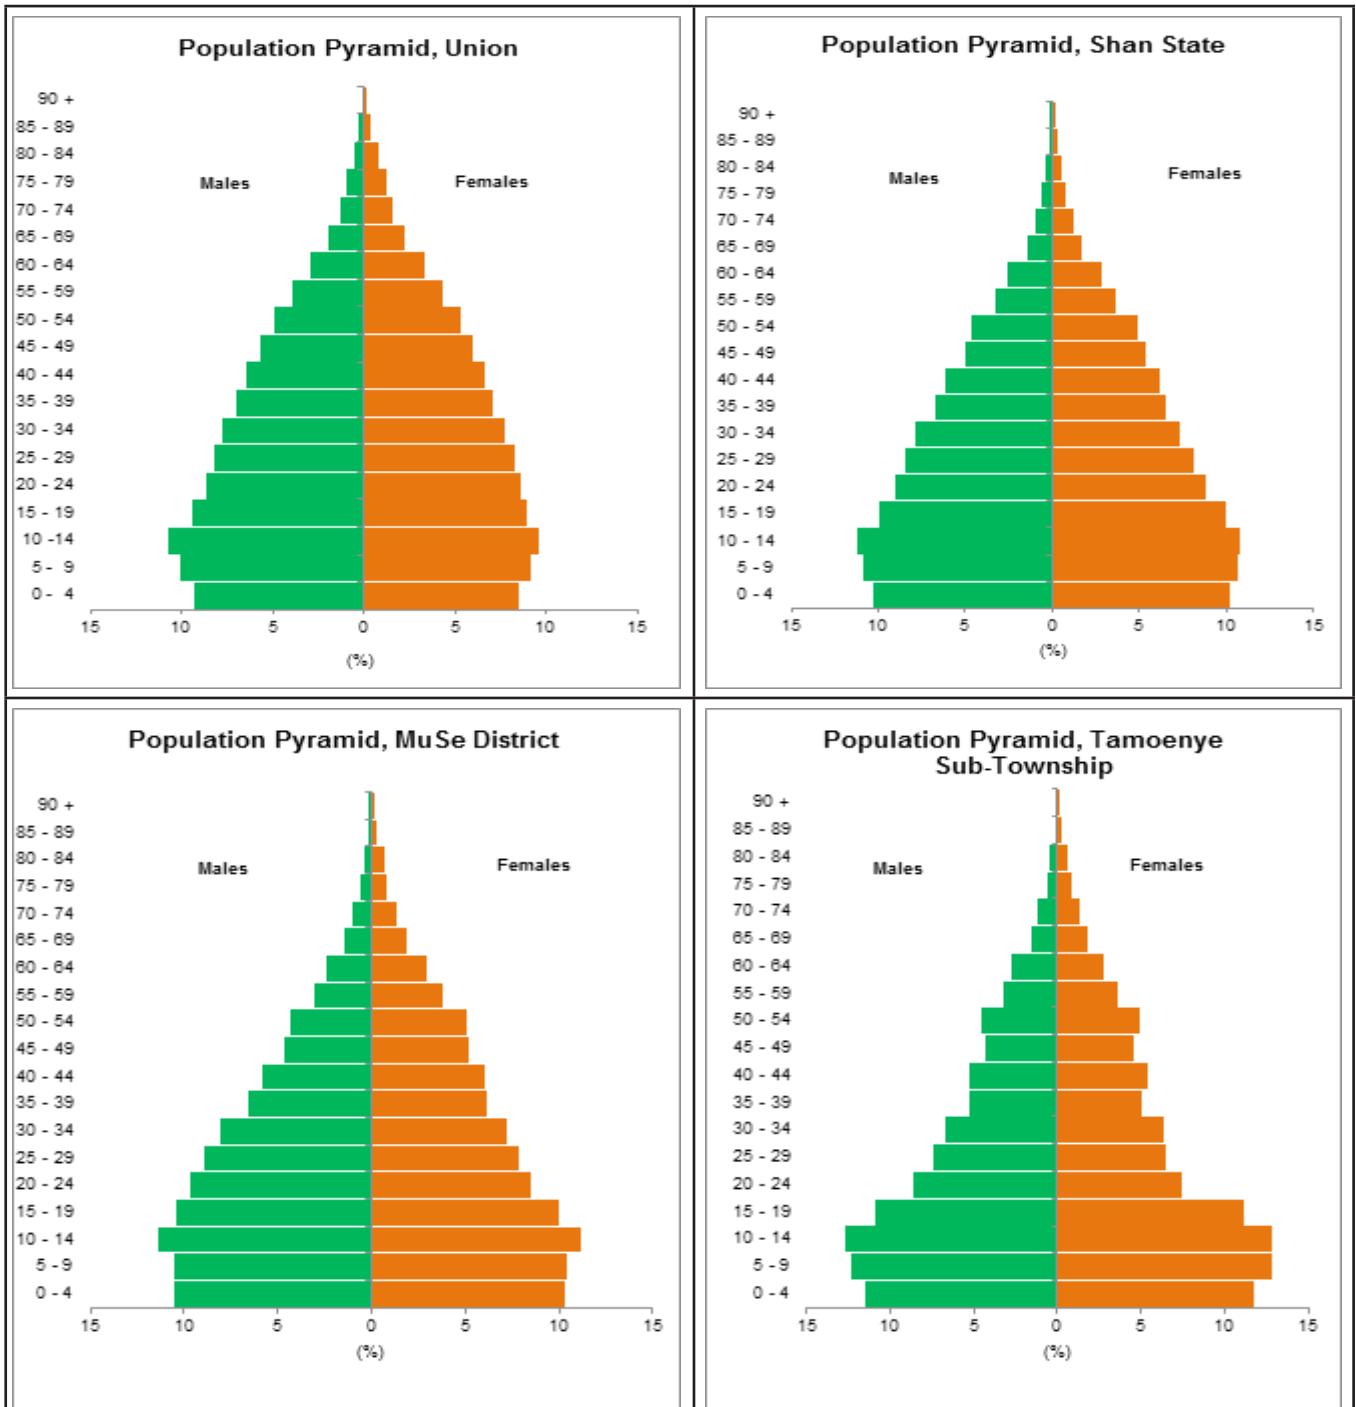 Population Pyramid, Union
90 +
85 - 89
80 - 84
75 - 79
70 - 74
65 - 69
60 - 64
55 - 59
50 - 54
45 - 49
40 - 44
35 - 39
30 - 34
25 - 29
20 - 24
15 - 19
10 -14
5 - 9
0 - 4
Males
Females
15 10 5 0 5 10 15
(%)
Population Pyramid, Shan State
90 +
85 - 89
80 - 84
75 - 79
70 - 74
65 - 69
60 - 64
55 - 59
50 - 54
45 - 49
40 - 44
35 - 39
30 - 34
25 - 29
20 - 24
15 - 19
10 - 14
5 - 9
0 - 4
Males
Females
15 10 5 0 5 10 15
(%)
Population Pyramid, MuSe District
90 +
85 - 89
80 - 84
75 - 79
70 - 74
65 - 69
60 - 64
55 - 59
50 - 54
45 - 49
40 - 44
35 - 39
30 - 34
25 - 29
20 - 24
15 - 19
10 - 14
5 - 9
0 - 4
Males
Females
15 10 5 0 5 10 15
(%)
Population Pyramid, Tamoenye
Sub-Township
90 +
85 - 89
80 - 84
75 - 79
70 - 74
65 - 69
60 - 64
55 - 59
50 - 54
45 - 49
40 - 44
35 - 39
30 - 34
25 - 29
20 - 24
15 - 19
10 - 14
5 - 9
0 - 4
Males
Females
15 10 5 0 5 10 15
(%)